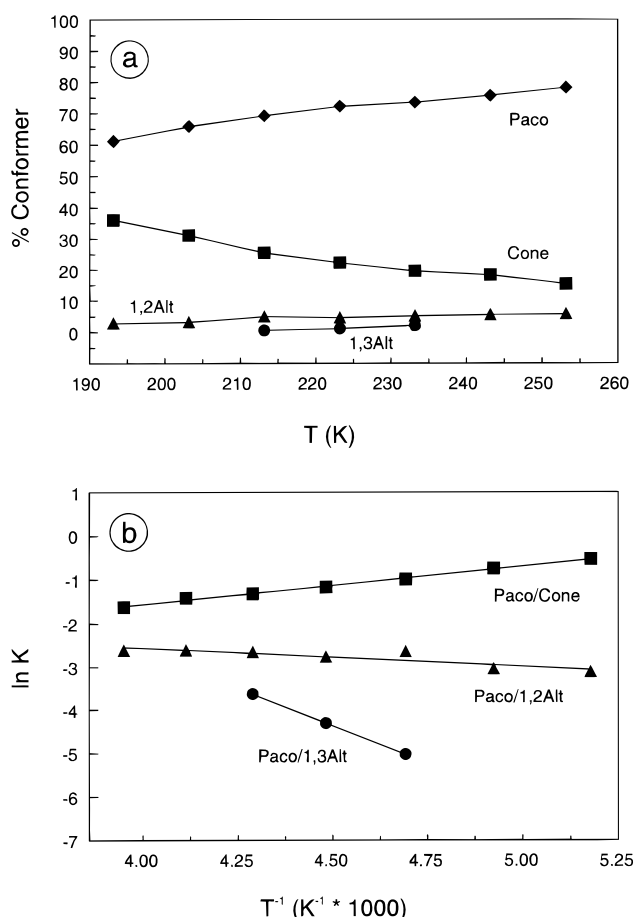 a
% Conformer
100
90
80
70
60
50
40
30
20
10
0
Paco
Cone
1,2Alt
1,3Alt
190 200 210 220 230 240 250 260
T (K)
b
ln K
1
0
-1
-2
-3
-4
-5
-6
-7
Paco/Cone
Paco/1,2Alt
Paco/1,3Alt
4.00 4.25 4.50 4.75 5.00 5.25
T⁻¹ (K⁻¹ * 1000)